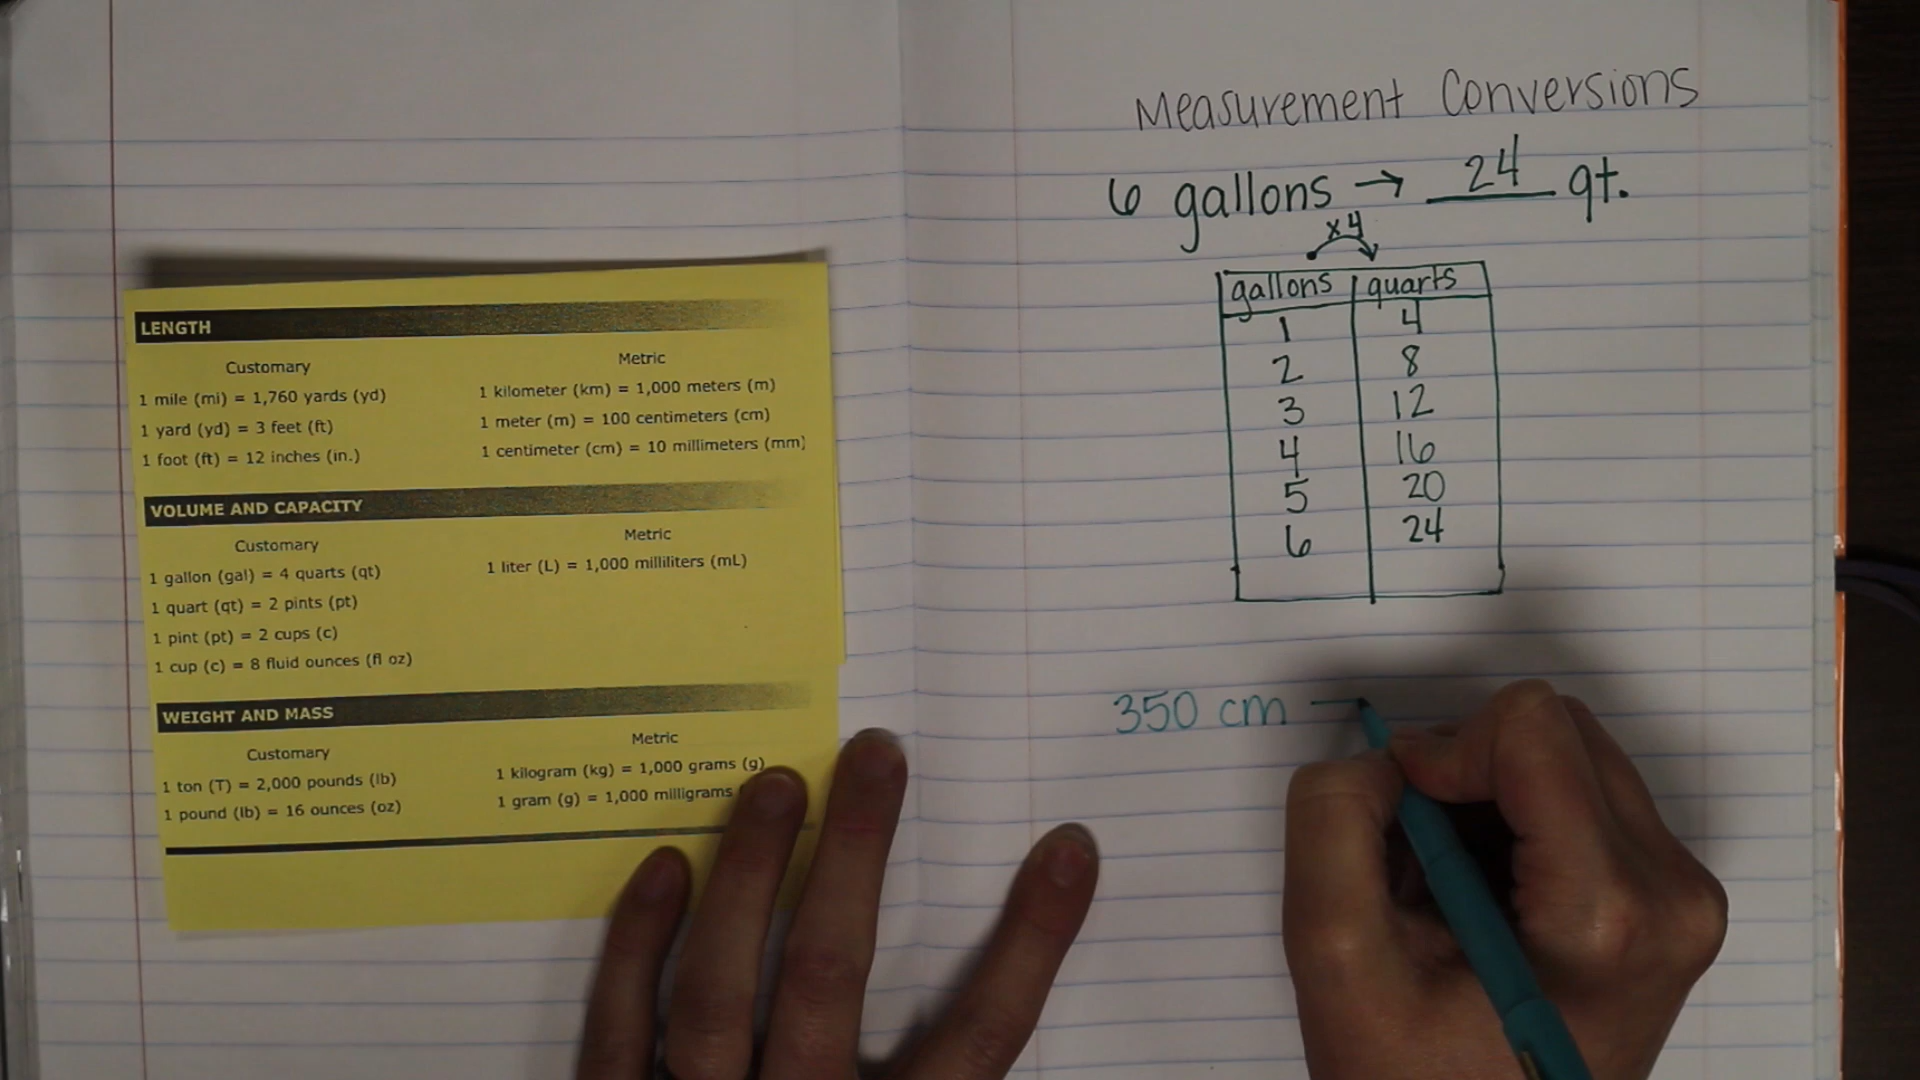 LENGTH
Customary
1 mile (mi) = 1,760 yards (yd)
1 yard (yd) = 3 feet (ft)
1 foot (ft) = 12 inches (in.)
Metric
1 kilometer (km) = 1,000 meters (m)
1 meter (m) = 100 centimeters (cm)
1 centimeter (cm) = 10 millimeters (mm)
VOLUME AND CAPACITY
Customary
1 gallon (gal) = 4 quarts (qt)
1 quart (qt) = 2 pints (pt)
1 pint (pt) = 2 cups (c)
1 cup (c) = 8 fluid ounces (fl oz)
Metric
1 liter (L) = 1,000 milliliters (mL)
WEIGHT AND MASS
Customary
1 ton (T) = 2,000 pounds (lb)
1 pound (lb) = 16 ounces (oz)
Metric
1 kilogram (kg) = 1,000 grams (g)
1 gram (g) = 1,000 milligrams
Measurement Conversions
6 gallons → 24 qt.
x4
gallons quarts
1 4
2 8
3 12
4 16
5 20
6 24
350 cm